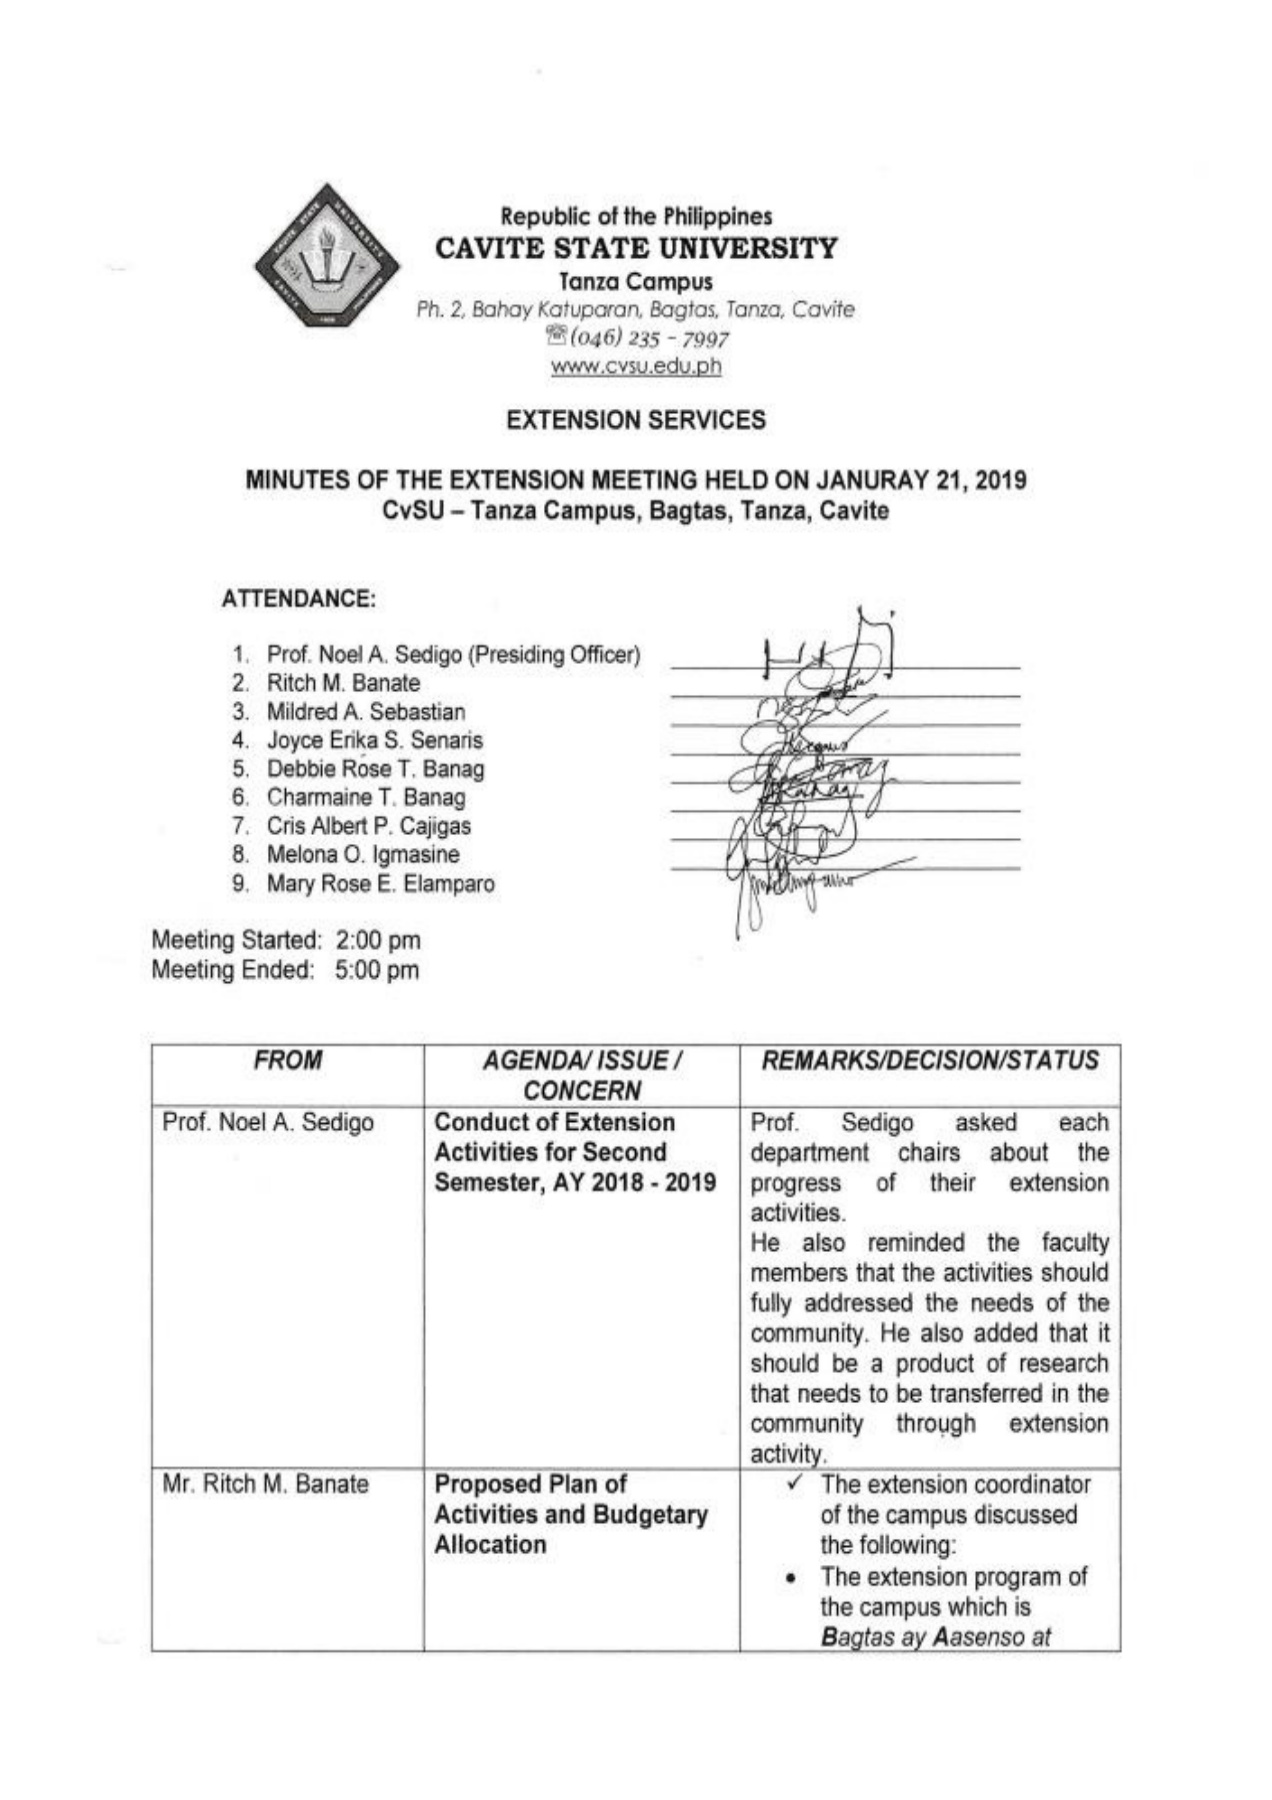 Republic of the Philippines
CAVITE STATE UNIVERSITY
Tanza Campus
Ph. 2, Bahay Katuparan, Bagtas, Tanza, Cavite
(046) 235 - 7997
www.cvsu.edu.ph
EXTENSION SERVICES
MINUTES OF THE EXTENSION MEETING HELD ON JANURAY 21, 2019
CvSU – Tanza Campus, Bagtas, Tanza, Cavite
ATTENDANCE:
1. Prof. Noel A. Sedigo (Presiding Officer)
2. Ritch M. Banate
3. Mildred A. Sebastian
4. Joyce Erika S. Senaris
5. Debbie Rose T. Banag
6. Charmaine T. Banag
7. Cris Albert P. Cajigas
8. Melona O. Igmasine
9. Mary Rose E. Elamparo
Meeting Started: 2:00 pm
Meeting Ended: 5:00 pm
FROM
AGENDA/ ISSUE /
CONCERN
REMARKS/DECISION/STATUS
Prof. Noel A. Sedigo
Conduct of Extension
Activities for Second
Semester, AY 2018 - 2019
Prof. Sedigo asked each
department chairs about the
progress of their extension
activities.
He also reminded the faculty
members that the activities should
fully addressed the needs of the
community. He also added that it
should be a product of research
that needs to be transferred in the
community through extension
activity.
Mr. Ritch M. Banate
Proposed Plan of
Activities and Budgetary
Allocation
✓ The extension coordinator
of the campus discussed
the following:
• The extension program of
the campus which is
Bagtas ay Aasenso at